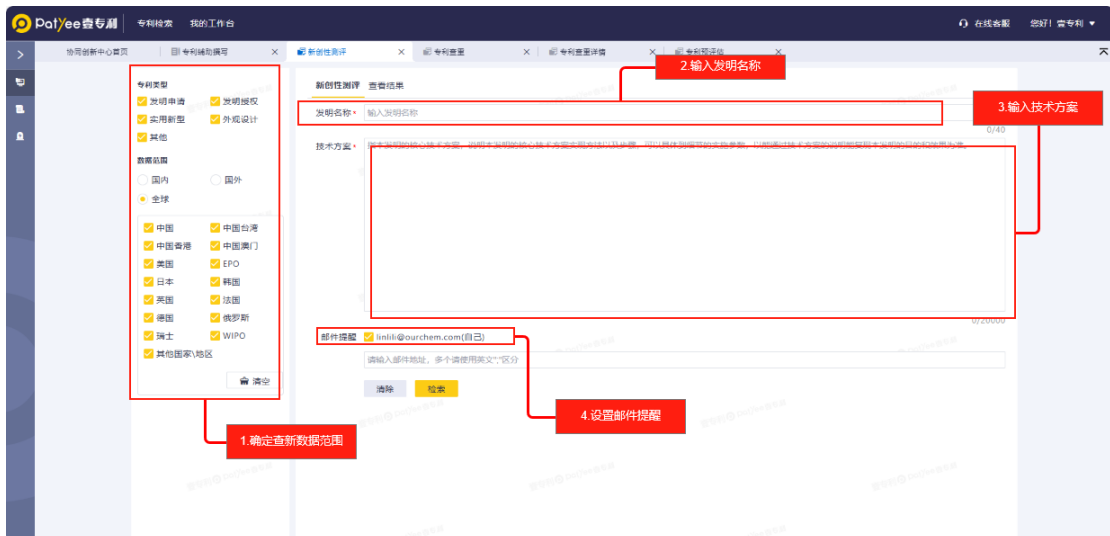 Patyee壹专利 专利检索 我的工作台 在线客服 您好！壹专利
协同创新中心首页 专利辅助撰写 新创性测评 专利查重 专利查重详情 专利预评估
专利类型
发明申请 发明授权
实用新型 外观设计
其他
数据范围
国内 国外
全球
中国 中国台湾
中国香港 中国澳门
美国 EPO
日本 韩国
英国 法国
德国 俄罗斯
瑞士 WIPO
其他国家\地区
清空
1.确定查新数据范围
新创性测评 查看结果
2.输入发明名称
发明名称* 输入发明名称
0/40
3.输入技术方案
技术方案*
0/20000
邮件提醒 linlili@ourchem.com(自己)
请输入邮件地址，多个请使用英文";"区分
清除 检索
4.设置邮件提醒